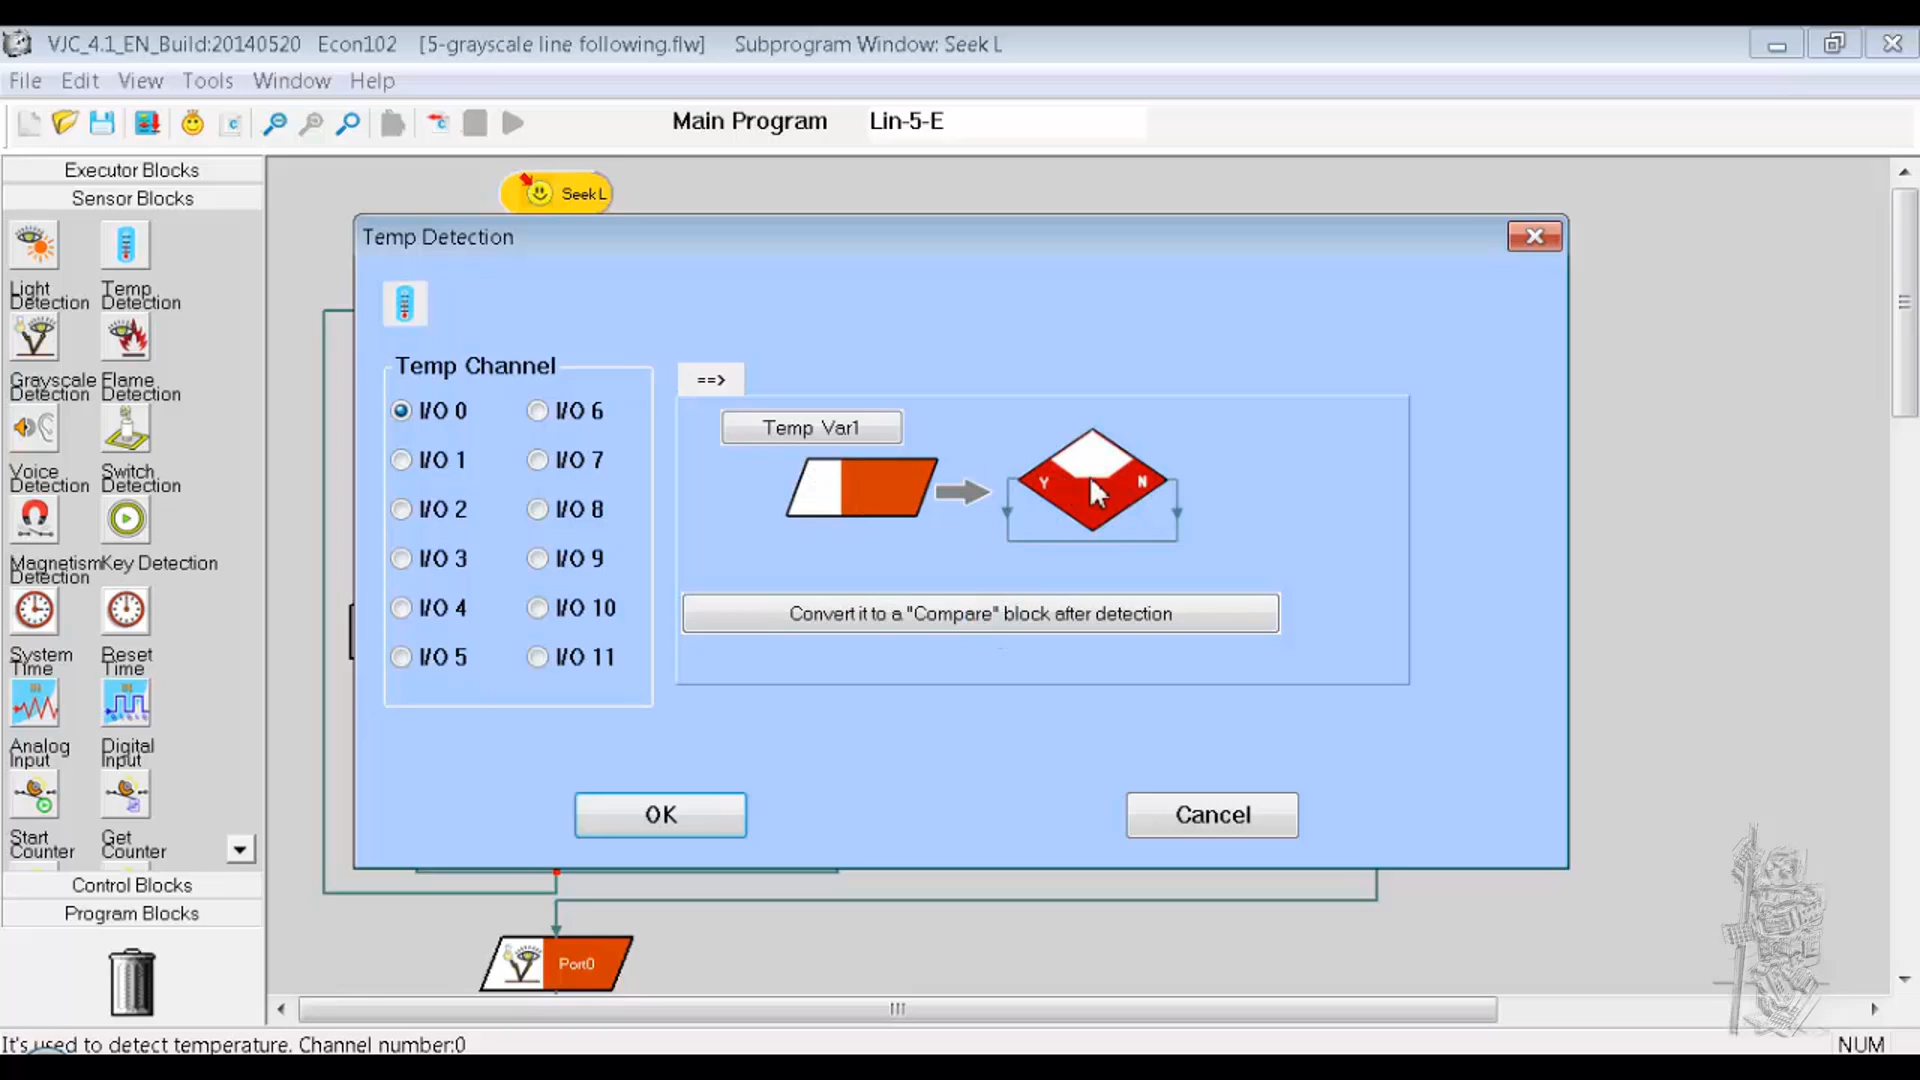 VJC_4.1_EN_Build:20140520 Econ102 [5-grayscale line following.flw] Subprogram Window: Seek L
File Edit View Tools Window Help
Main Program Lin-5-E
Executor Blocks
Sensor Blocks
Light Detection
Temp Detection
Grayscale Detection
Flame Detection
Voice Detection
Switch Detection
Magnetism Detection
Key Detection
System Time
Reset Time
Analog Input
Digital Input
Start Counter
Get Counter
Control Blocks
Program Blocks
Seek L
Temp Detection
Temp Channel
I/O 0 I/O 6
I/O 1 I/O 7
I/O 2 I/O 8
I/O 3 I/O 9
I/O 4 I/O 10
I/O 5 I/O 11
==>
Temp Var1
Y N
Convert it to a "Compare" block after detection
OK Cancel
Port0
It's used to detect temperature. Channel number:0
NUM